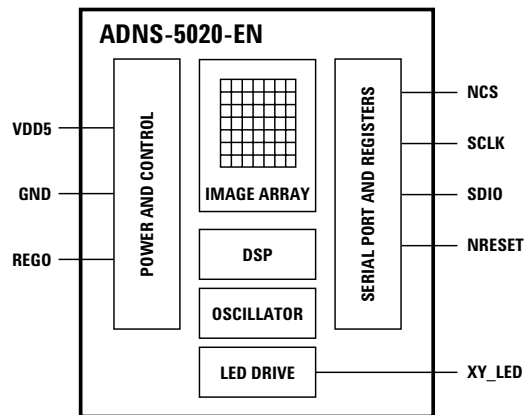 ADNS-5020-EN
VDD5
GND
REGO
POWER AND CONTROL
IMAGE ARRAY
DSP
OSCILLATOR
LED DRIVE
SERIAL PORT AND REGISTERS
NCS
SCLK
SDIO
NRESET
XY_LED